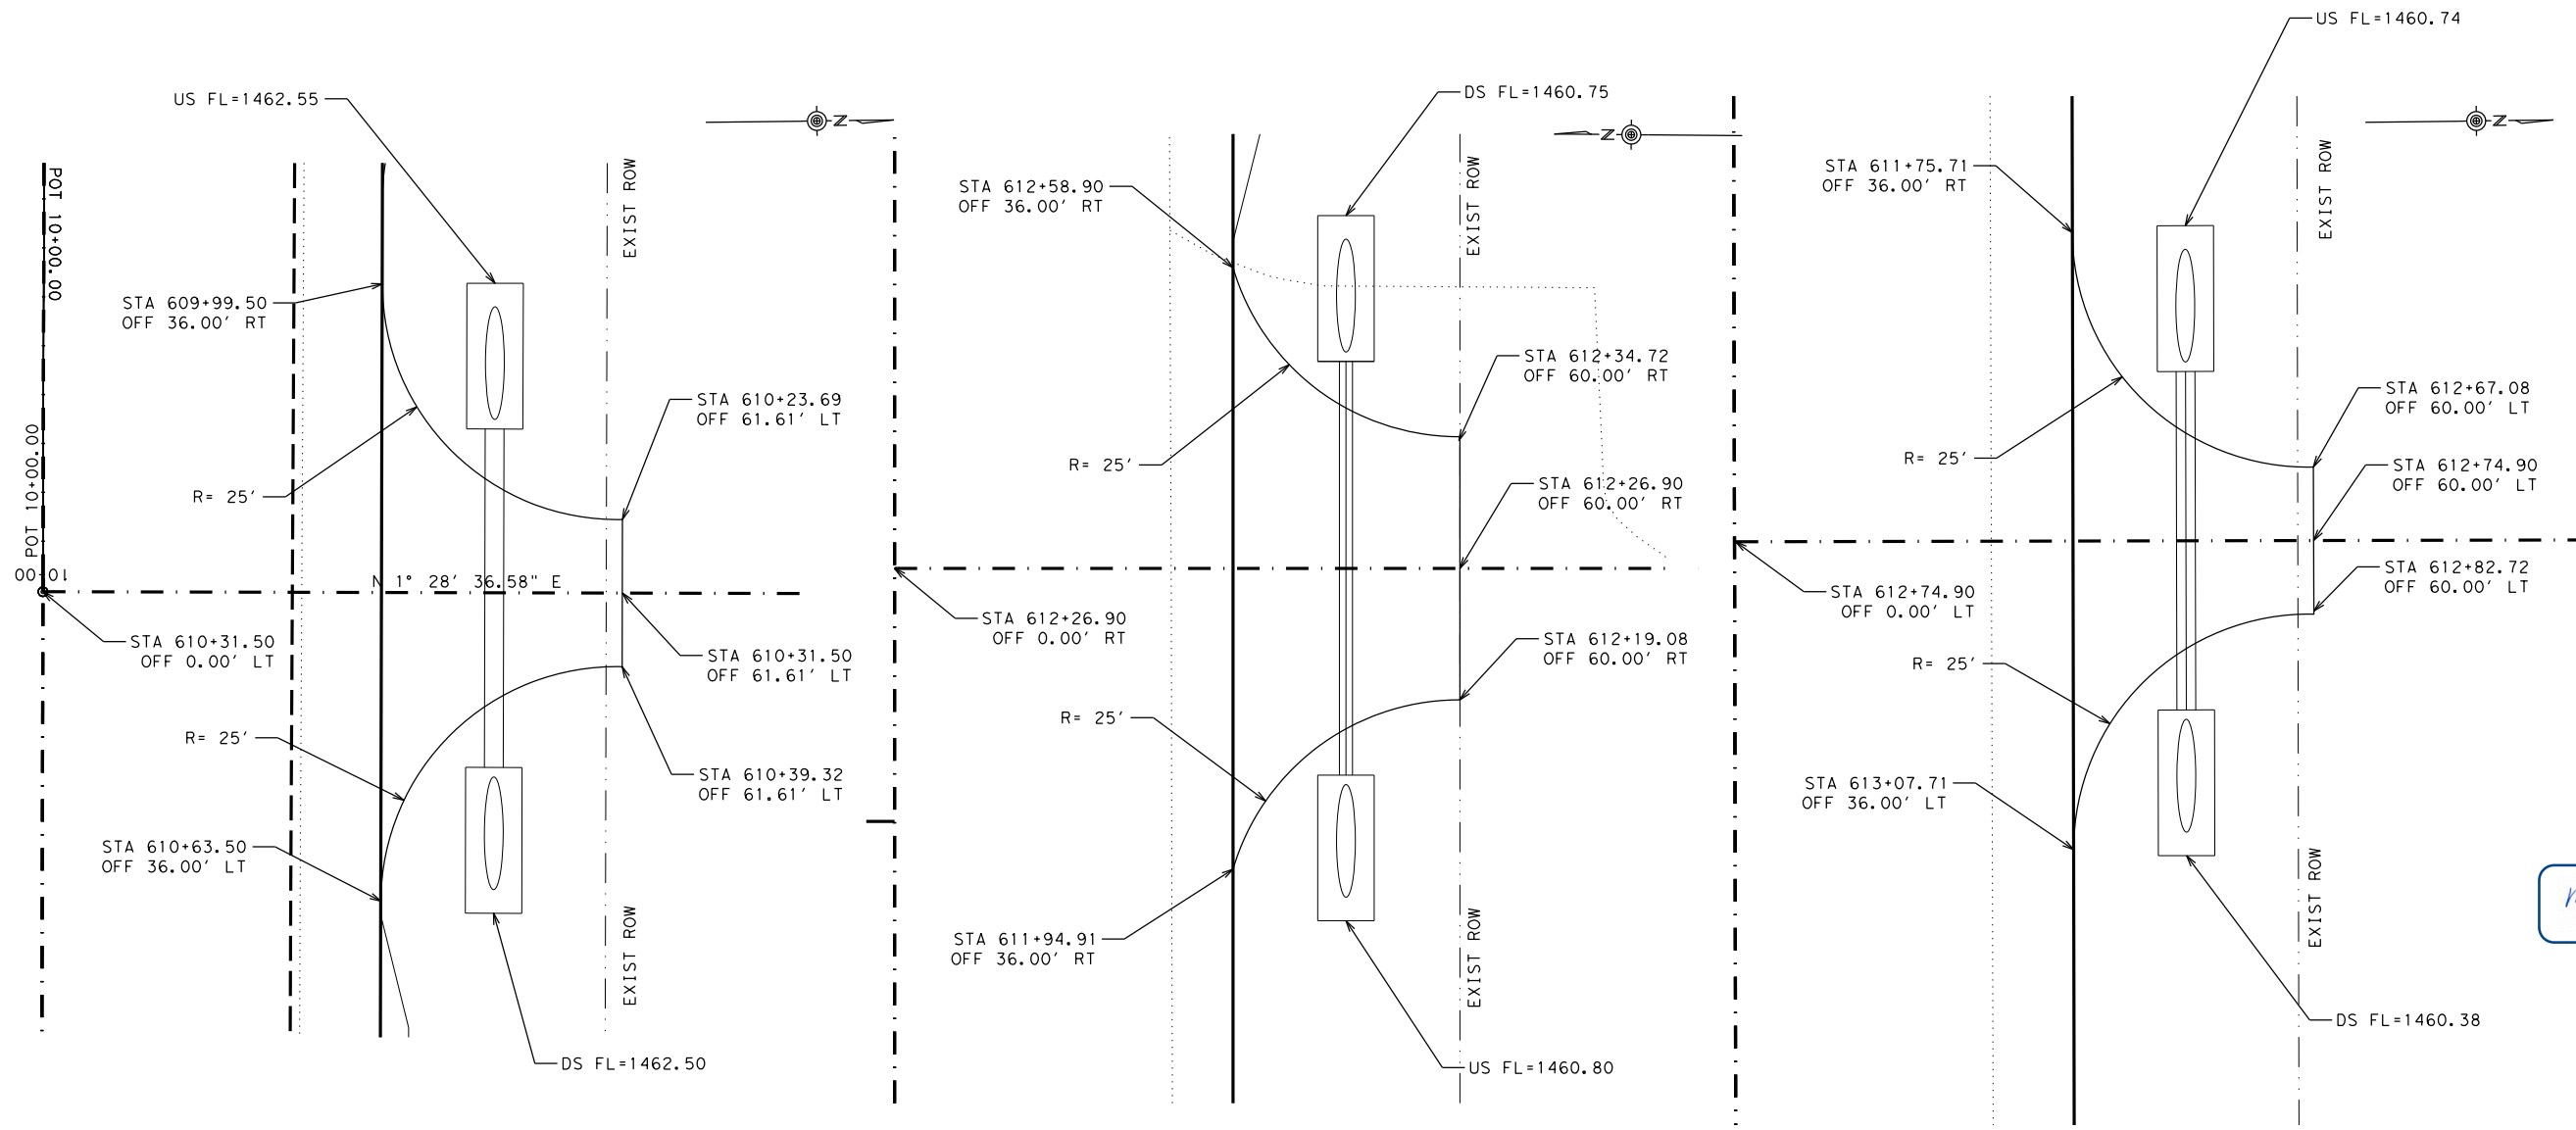 US FL=1462.55
Z
POT 10+00.00
EXIST ROW
STA 609+99.50
OFF 36.00' RT
STA 610+23.69
OFF 61.61' LT
R= 25'
POT 10+00.00
N 1° 28' 36.58" E
STA 610+31.50
OFF 0.00' LT
STA 610+31.50
OFF 61.61' LT
R= 25'
STA 610+39.32
OFF 61.61' LT
STA 610+63.50
OFF 36.00' LT
EXIST ROW
DS FL=1462.50
DS FL=1460.75
Z
EXIST ROW
STA 612+58.90
OFF 36.00' RT
STA 612+34.72
OFF 60.00' RT
R= 25'
STA 612+26.90
OFF 60.00' RT
STA 612+26.90
OFF 0.00' RT
STA 612+19.08
OFF 60.00' RT
R= 25'
STA 611+94.91
OFF 36.00' RT
EXIST ROW
US FL=1460.80
US FL=1460.74
Z
EXIST ROW
STA 611+75.71
OFF 36.00' RT
STA 612+67.08
OFF 60.00' LT
R= 25'
STA 612+74.90
OFF 60.00' LT
STA 612+74.90
OFF 0.00' LT
STA 612+82.72
OFF 60.00' LT
R= 25'
STA 613+07.71
OFF 36.00' LT
EXIST ROW
DS FL=1460.38